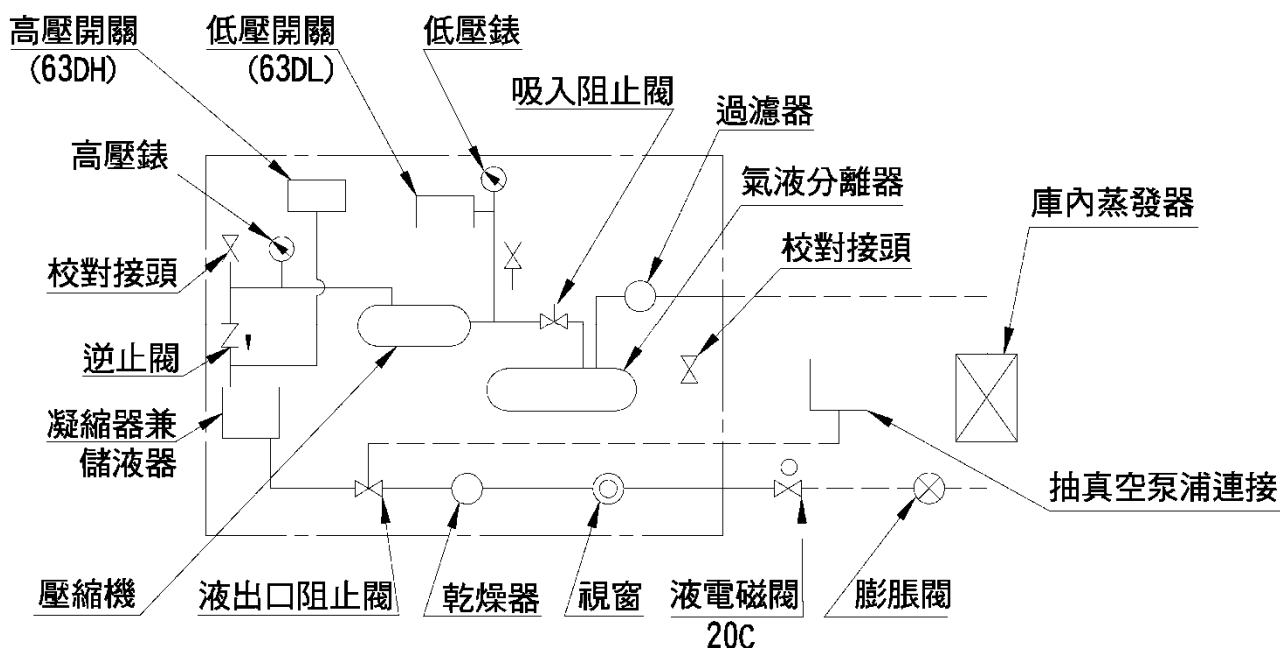 高壓開關
(63DH)
低壓開關
(63DL)
低壓錶
吸入阻止閥
過濾器
高壓錶
氣液分離器
庫內蒸發器
校對接頭
校對接頭
逆止閥
凝縮器兼
儲液器
抽真空泵浦連接
壓縮機
液出口阻止閥
乾燥器
視窗
液電磁閥
20C
膨脹閥